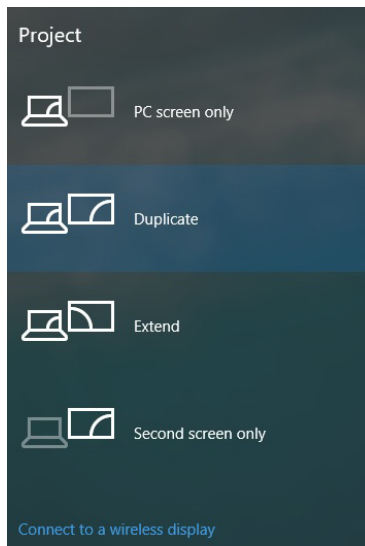 Project
PC screen only
Duplicate
Extend
Second screen only
Connect to a wireless display